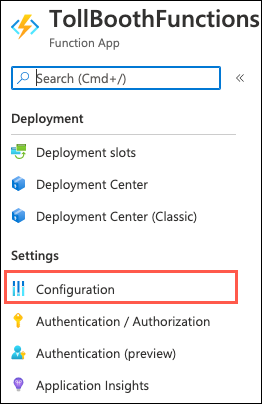 TollBoothFunctions
Function App
Search (Cmd+/)
«
Deployment
Deployment slots
Deployment Center
Deployment Center (Classic)
Settings
Configuration
Authentication / Authorization
Authentication (preview)
Application Insights